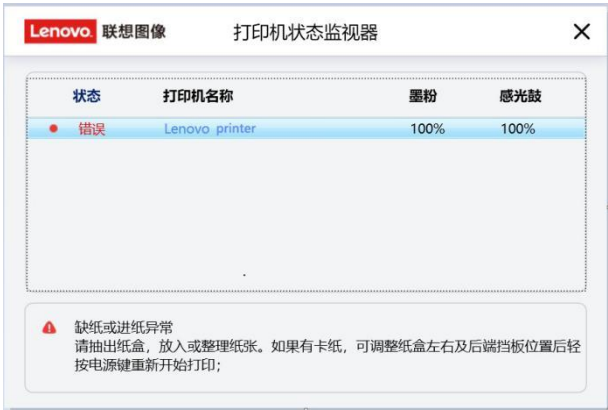 Lenovo. 联想图像 打印机状态监视器
状态 打印机名称 墨粉 感光鼓
错误 Lenovo printer 100% 100%
缺纸或进纸异常
请抽出纸盒，放入或整理纸张。如果有卡纸，可调整纸盒左右及后端挡板位置后轻
按电源键重新开始打印；